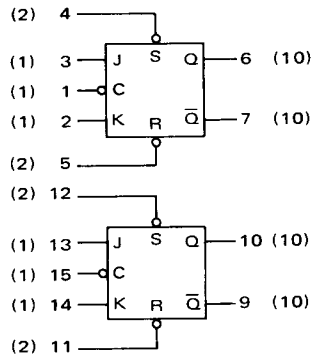 (2) 4
S
(1) 3 J Q 6 (10)
(1) 1 C
(1) 2 K R Q̅ 7 (10)
(2) 5
(2) 12
S
(1) 13 J Q 10 (10)
(1) 15 C
(1) 14 K R Q̅ 9 (10)
(2) 11